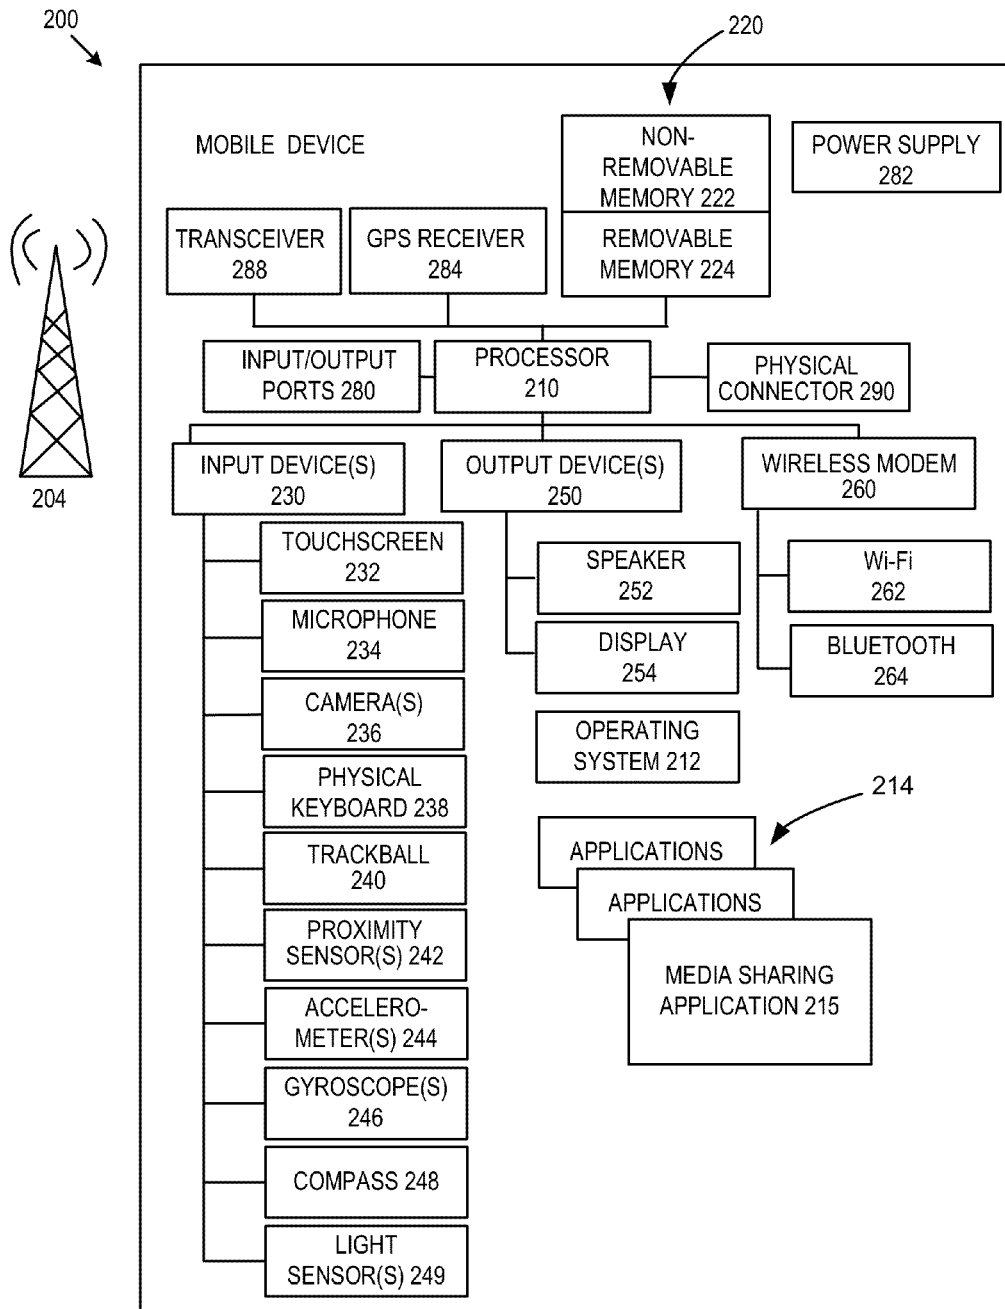 200
220
MOBILE DEVICE
NON-
REMOVABLE
MEMORY 222
POWER SUPPLY
282
TRANSCEIVER
288
GPS RECEIVER
284
REMOVABLE
MEMORY 224
INPUT/OUTPUT
PORTS 280
PROCESSOR
210
PHYSICAL
CONNECTOR 290
204
INPUT DEVICE(S)
230
OUTPUT DEVICE(S)
250
WIRELESS MODEM
260
TOUCHSCREEN
232
MICROPHONE
234
CAMERA(S)
236
PHYSICAL
KEYBOARD 238
TRACKBALL
240
PROXIMITY
SENSOR(S) 242
ACCELERO-
METER(S) 244
GYROSCOPE(S)
246
COMPASS 248
LIGHT
SENSOR(S) 249
SPEAKER
252
DISPLAY
254
Wi-Fi
262
BLUETOOTH
264
OPERATING
SYSTEM 212
214
APPLICATIONS
APPLICATIONS
MEDIA SHARING
APPLICATION 215